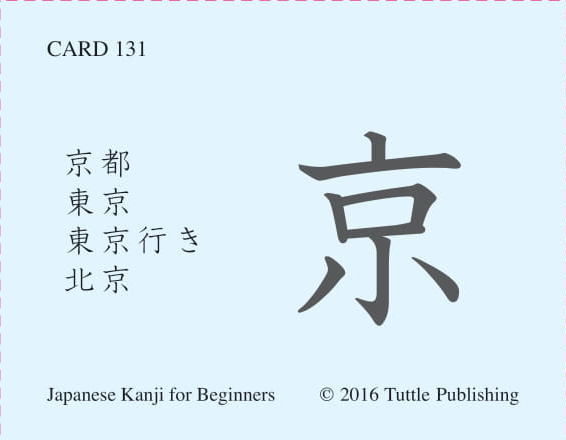 CARD 131
京都
東京
東京行き
北京
京
Japanese Kanji for Beginners
© 2016 Tuttle Publishing